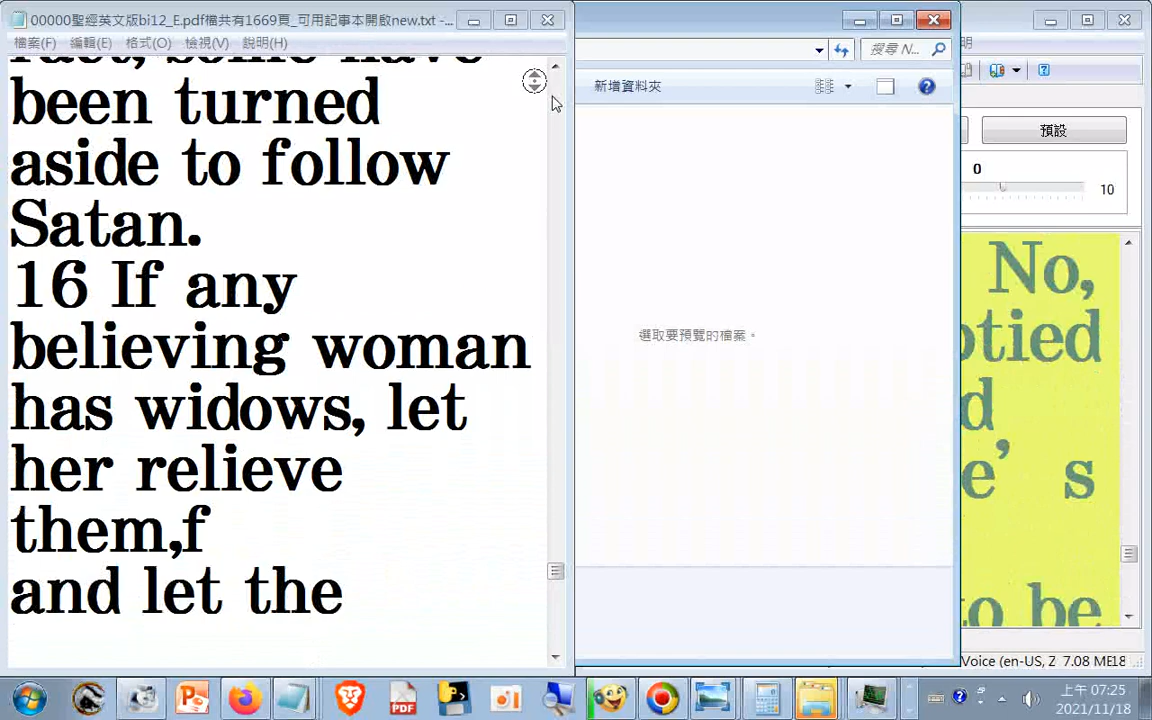 00000聖經英文版bi12_E.pdf檔共有1669頁_可用記事本開啟new.txt -...
檔案(F) 編輯(E) 格式(O) 檢視(V) 說明(H)
been turned
aside to follow
Satan.
16 If any
believing woman
has widows, let
her relieve
them,f
and let the
搜尋 N...
新增資料夾
選取要預覽的檔案。
明
預設
0
10
No,
ptied
d
e's
to be
Voice (en-US, Z 7.08 ME18
PDF
上午 07:25
2021/11/18